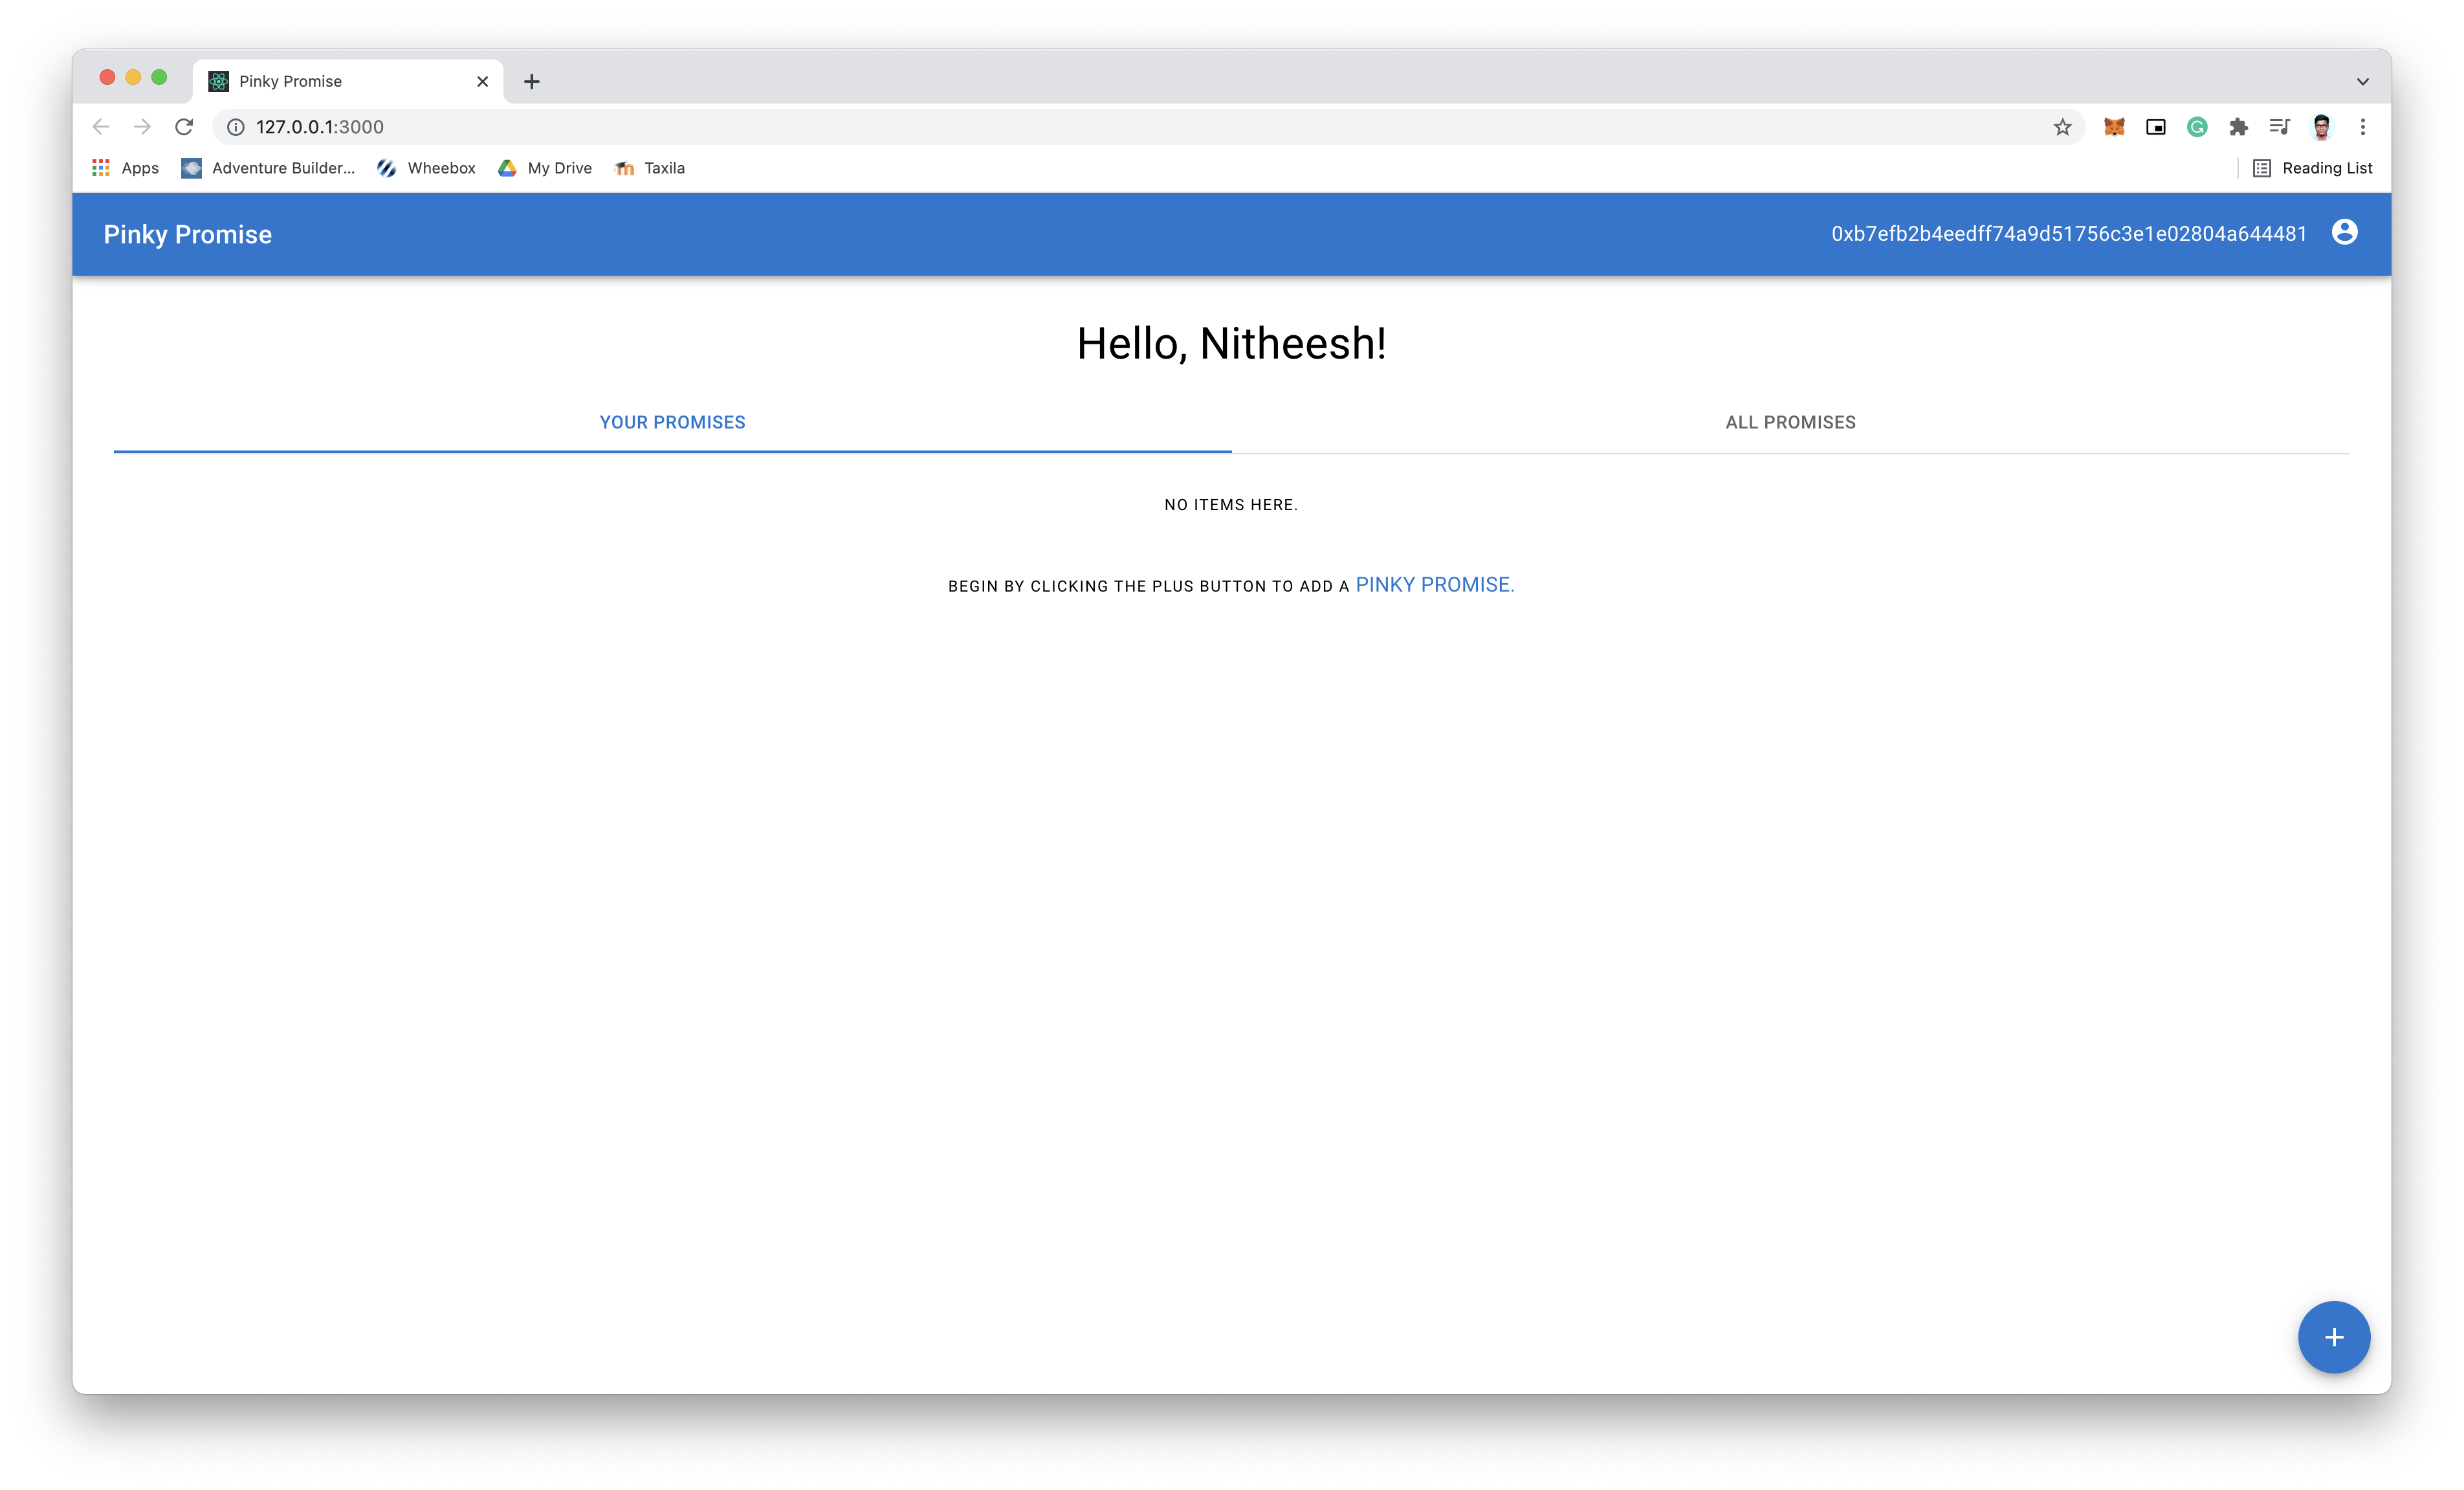 Pinky Promise
127.0.0.1:3000
Apps Adventure Builder... Wheebox My Drive Taxila Reading List
Pinky Promise 0xb7efb2b4eedff74a9d51756c3e1e02804a644481
Hello, Nitheesh!
YOUR PROMISES ALL PROMISES
NO ITEMS HERE.
BEGIN BY CLICKING THE PLUS BUTTON TO ADD A PINKY PROMISE.